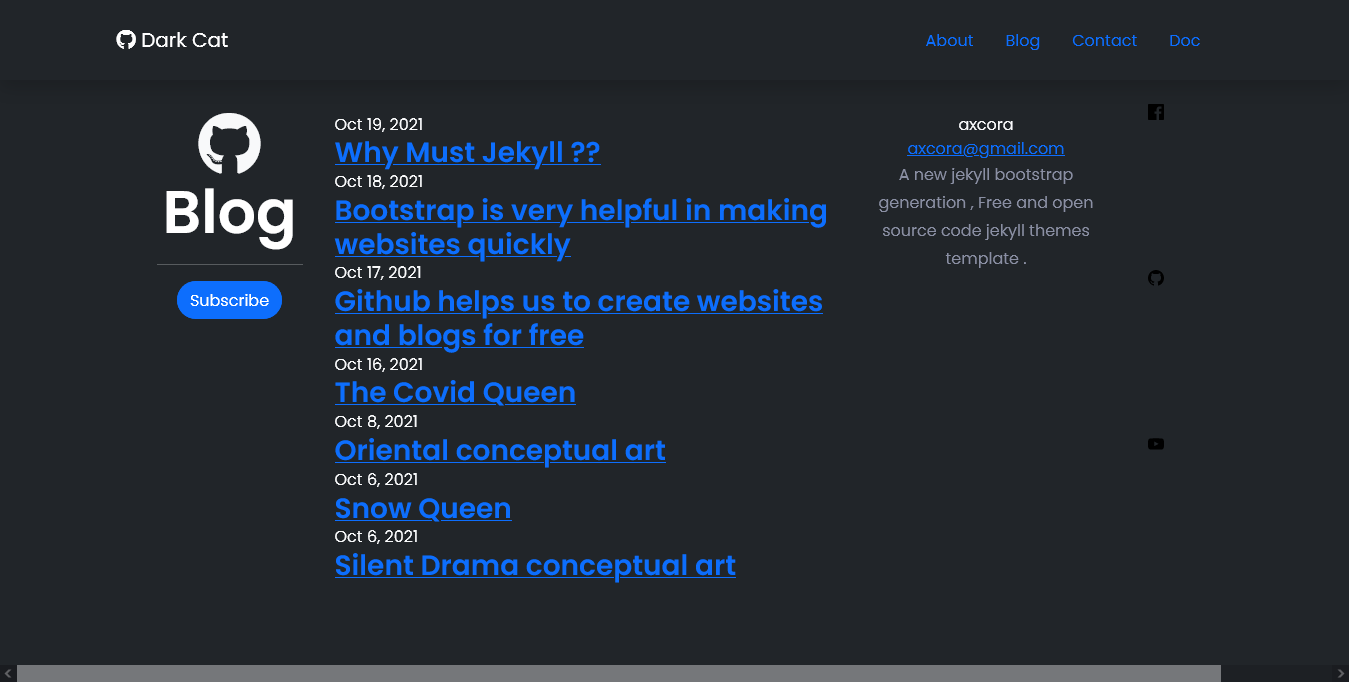 Dark Cat
About Blog Contact Doc
Blog
Subscribe
Oct 19, 2021
Why Must Jekyll ??
Oct 18, 2021
Bootstrap is very helpful in making
websites quickly
Oct 17, 2021
Github helps us to create websites
and blogs for free
Oct 16, 2021
The Covid Queen
Oct 8, 2021
Oriental conceptual art
Oct 6, 2021
Snow Queen
Oct 6, 2021
Silent Drama conceptual art
axcora
axcora@gmail.com
A new jekyll bootstrap
generation , Free and open
source code jekyll themes
template .